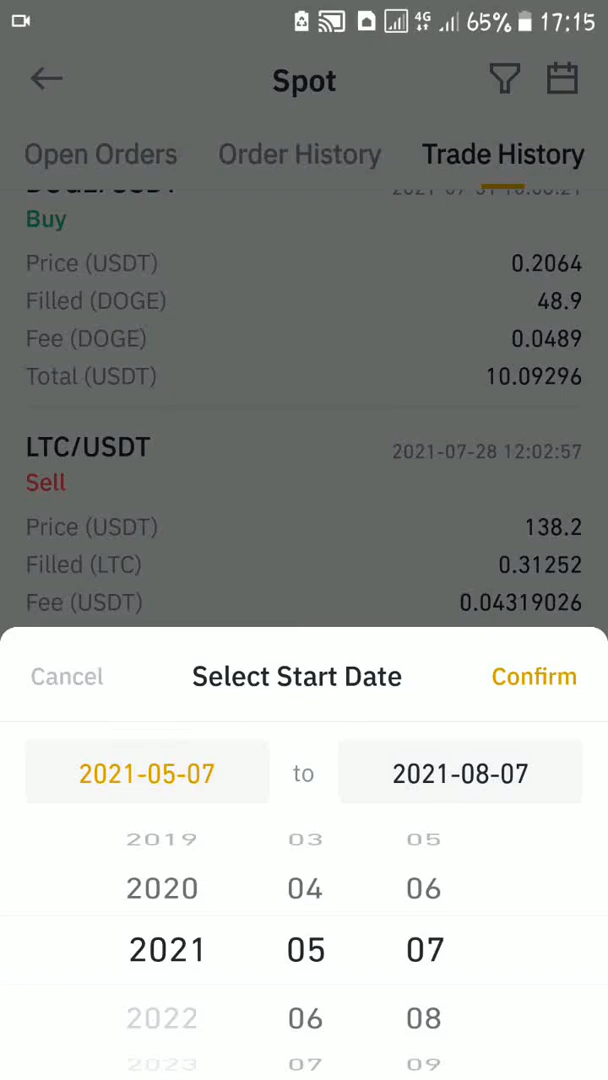 4G 65% 17:15
Spot
Open Orders Order History Trade History
Buy
Price (USDT) 0.2064
Filled (DOGE) 48.9
Fee (DOGE) 0.0489
Total (USDT) 10.09296
LTC/USDT 2021-07-28 12:02:57
Sell
Price (USDT) 138.2
Filled (LTC) 0.31252
Fee (USDT) 0.04319026
Cancel Select Start Date Confirm
2021-05-07 to 2021-08-07
2019 03 05
2020 04 06
2021 05 07
2022 06 08
2023 07 09